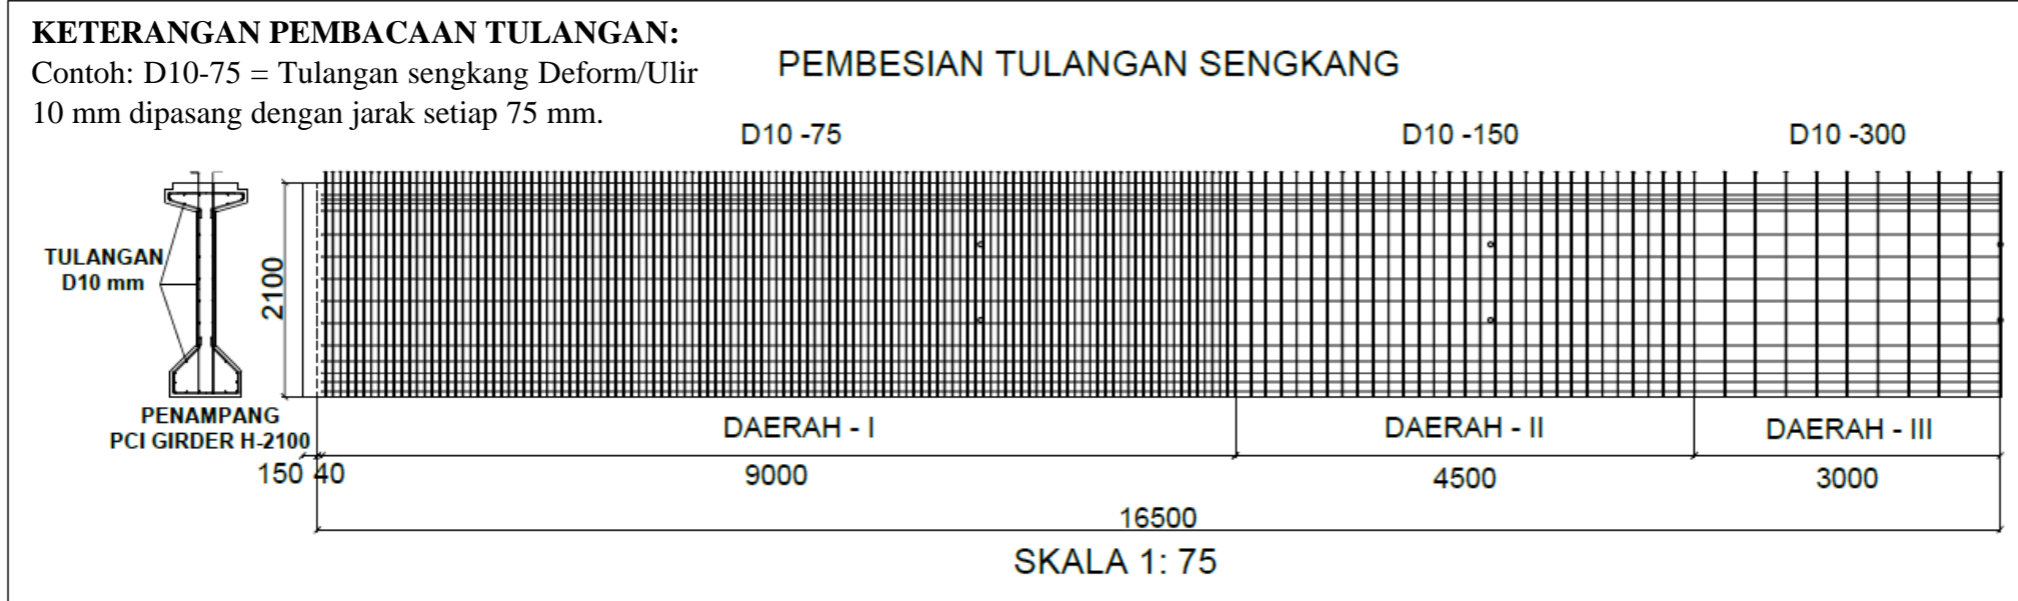 KETERANGAN PEMBACAAN TULANGAN:
Contoh: D10-75 = Tulangan sengkang Deform/Ulir
10 mm dipasang dengan jarak setiap 75 mm.
PEMBESIAN TULANGAN SENGKANG
D10 -75
D10 -150
D10 -300
TULANGAN
D10 mm
2100
PENAMPANG
PCI GIRDER H-2100
DAERAH - I
DAERAH - II
DAERAH - III
150 40
9000
4500
3000
16500
SKALA 1: 75